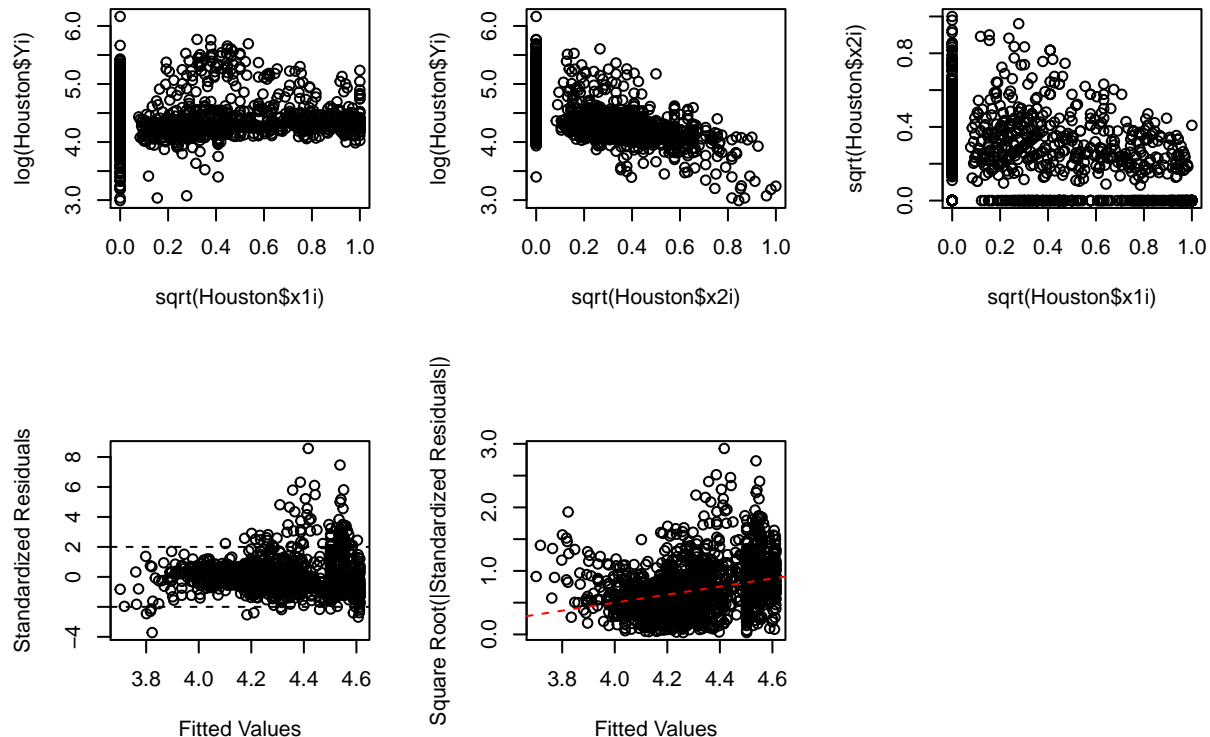 log(Houston$Yi)
6.0
5.0
4.0
3.0
0.0 0.2 0.4 0.6 0.8 1.0
sqrt(Houston$x1i)
log(Houston$Yi)
6.0
5.0
4.0
3.0
0.0 0.2 0.4 0.6 0.8 1.0
sqrt(Houston$x2i)
sqrt(Houston$x2i)
0.8
0.4
0.0
0.0 0.2 0.4 0.6 0.8 1.0
sqrt(Houston$x1i)
Standardized Residuals
8
6
4
2
0
−4
3.8 4.0 4.2 4.4 4.6
Fitted Values
Square Root(|Standardized Residuals|)
3.0
2.0
1.0
0.0
3.8 4.0 4.2 4.4 4.6
Fitted Values